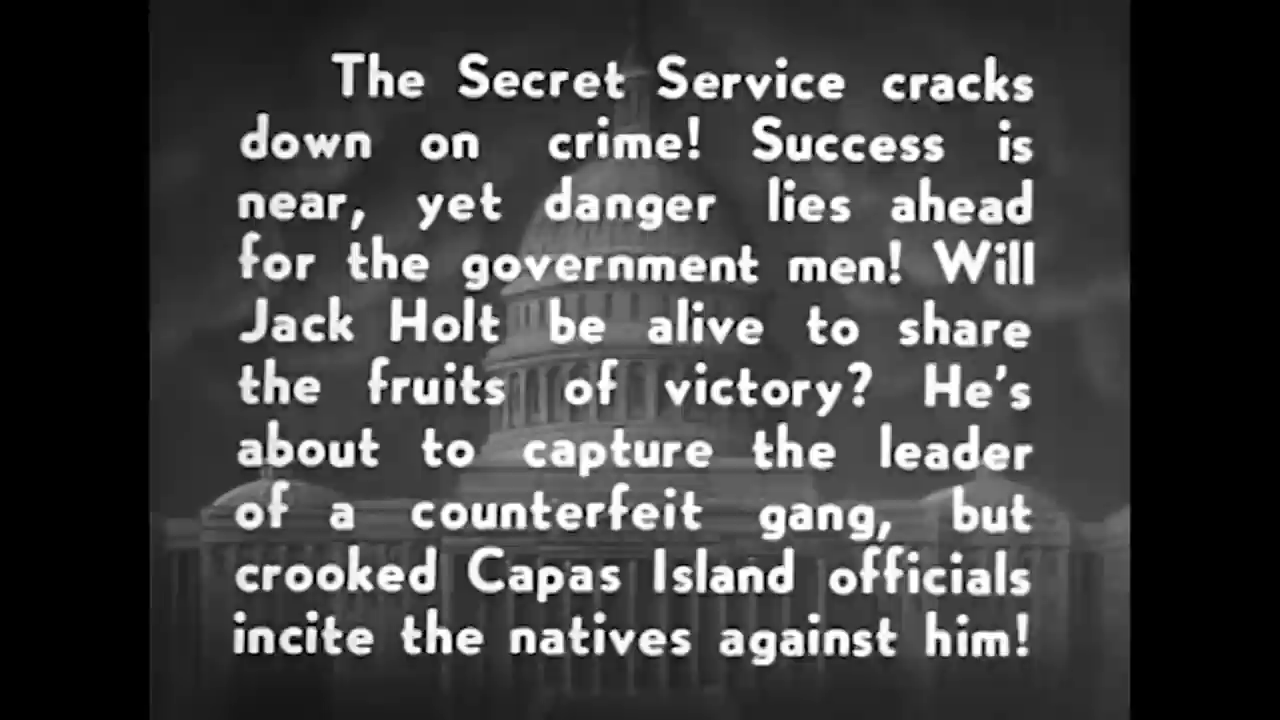 The Secret Service cracks
down on crime! Success is
near, yet danger lies ahead
for the government men! Will
Jack Holt be alive to share
the fruits of victory? He's
about to capture the leader
of a counterfeit gang, but
crooked Capas Island officials
incite the natives against him!